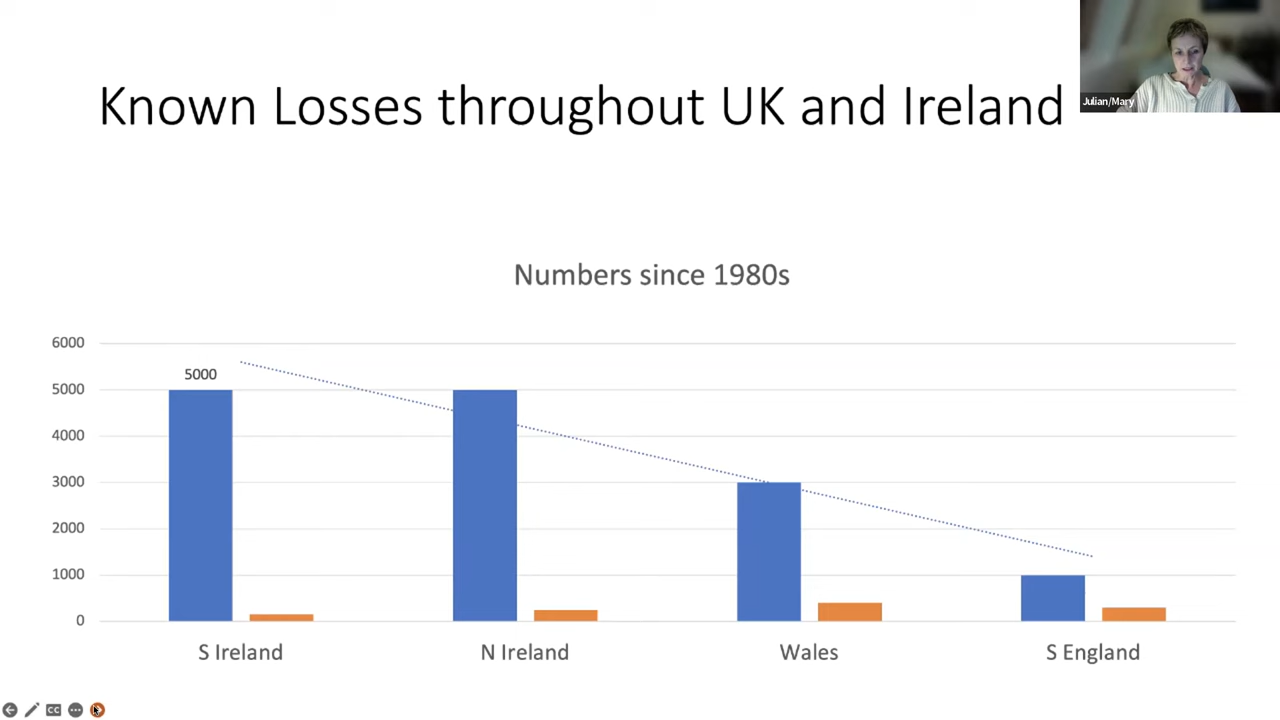 Known Losses throughout UK and Ireland
Julian/Mary
Numbers since 1980s
6000
5000
5000
4000
3000
2000
1000
0
S Ireland
N Ireland
Wales
S England
CC